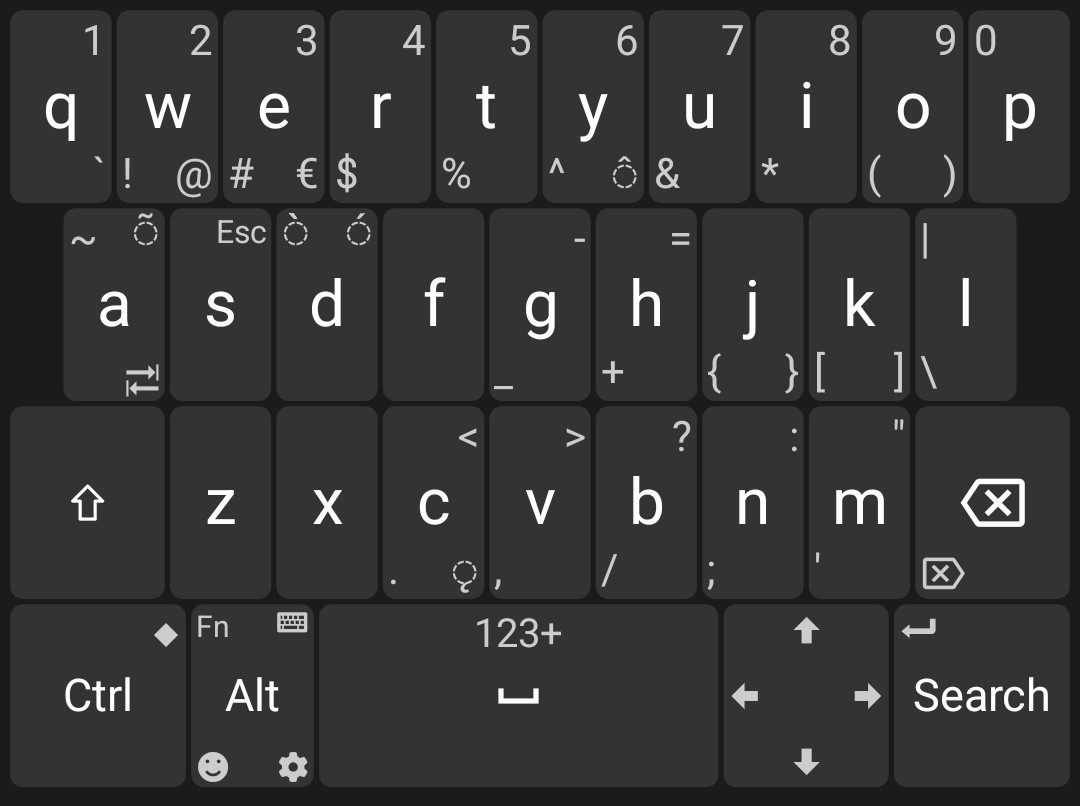 1 2 3 4 5 6 7 8 9 0
q w e r t y u i o p
` ! @ # € $ % ^ ◌̂ & * ( )
~ ◌̃ Esc ◌̀ ◌́ - = |
a s d f g h j k l
_ + { } [ ] \
< > ? : "
z x c v b n m
. ◌̨ , / ; '
Fn 123+
Ctrl Alt Search